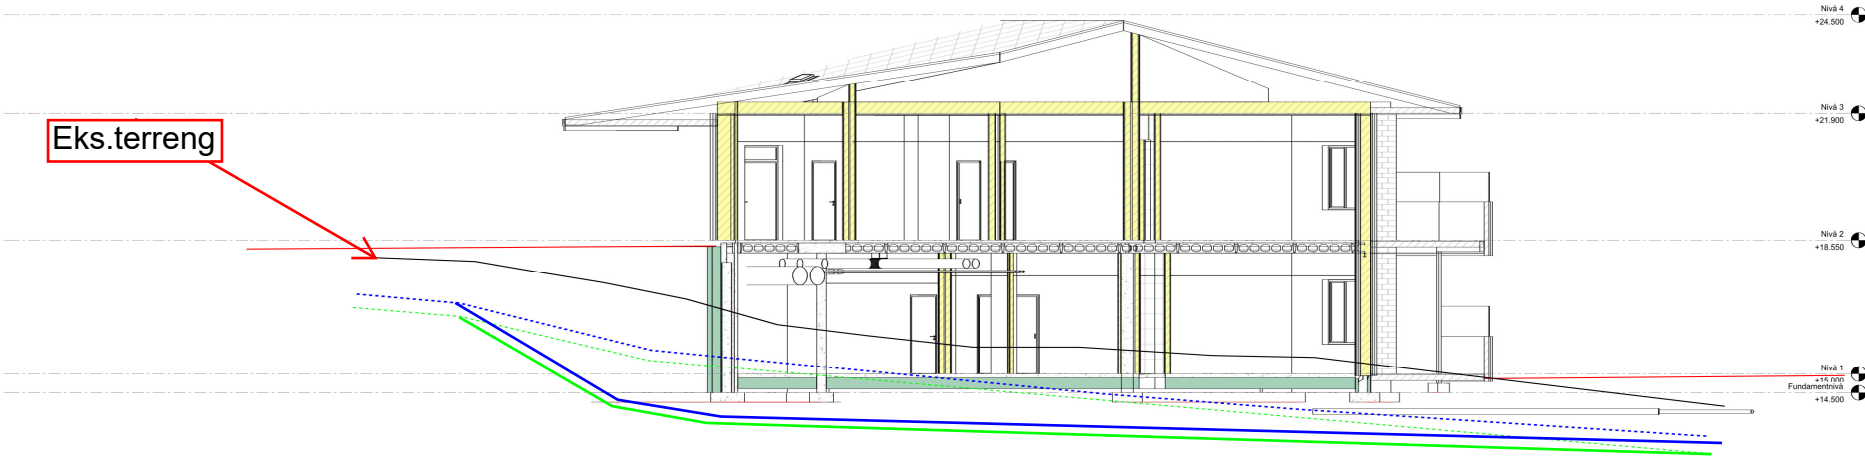 Nivå 4
+24.500
Nivå 3
+21.900
Eks.terreng
Nivå 2
+18.550
Nivå 1
+15.000
Fundamentnivå
+14.500